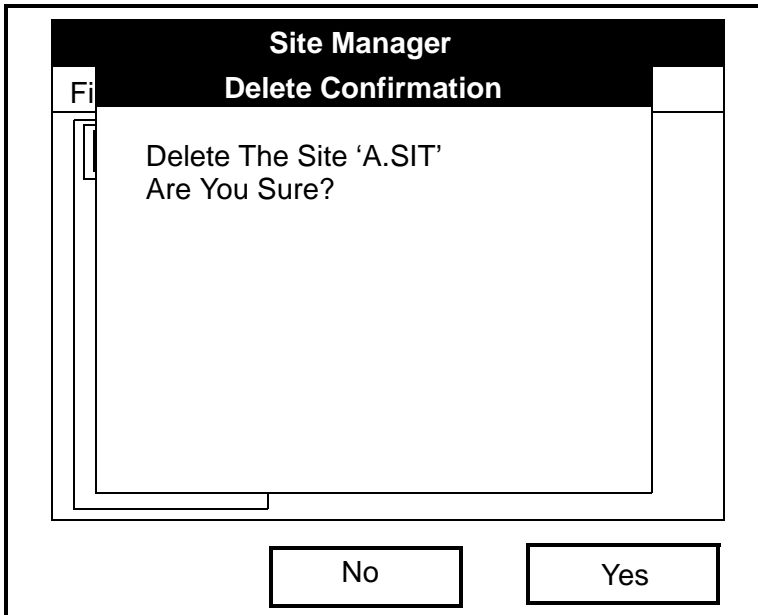 Site Manager
Delete Confirmation
Fi
Delete The Site ‘A.SIT’
Are You Sure?
No
Yes